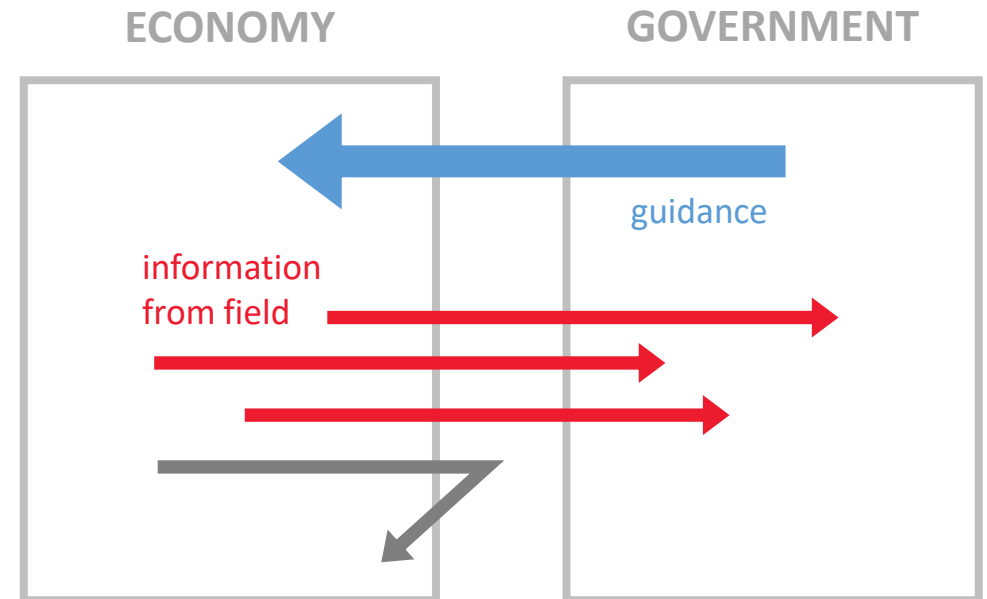 ECONOMY
GOVERNMENT
guidance
information
from field